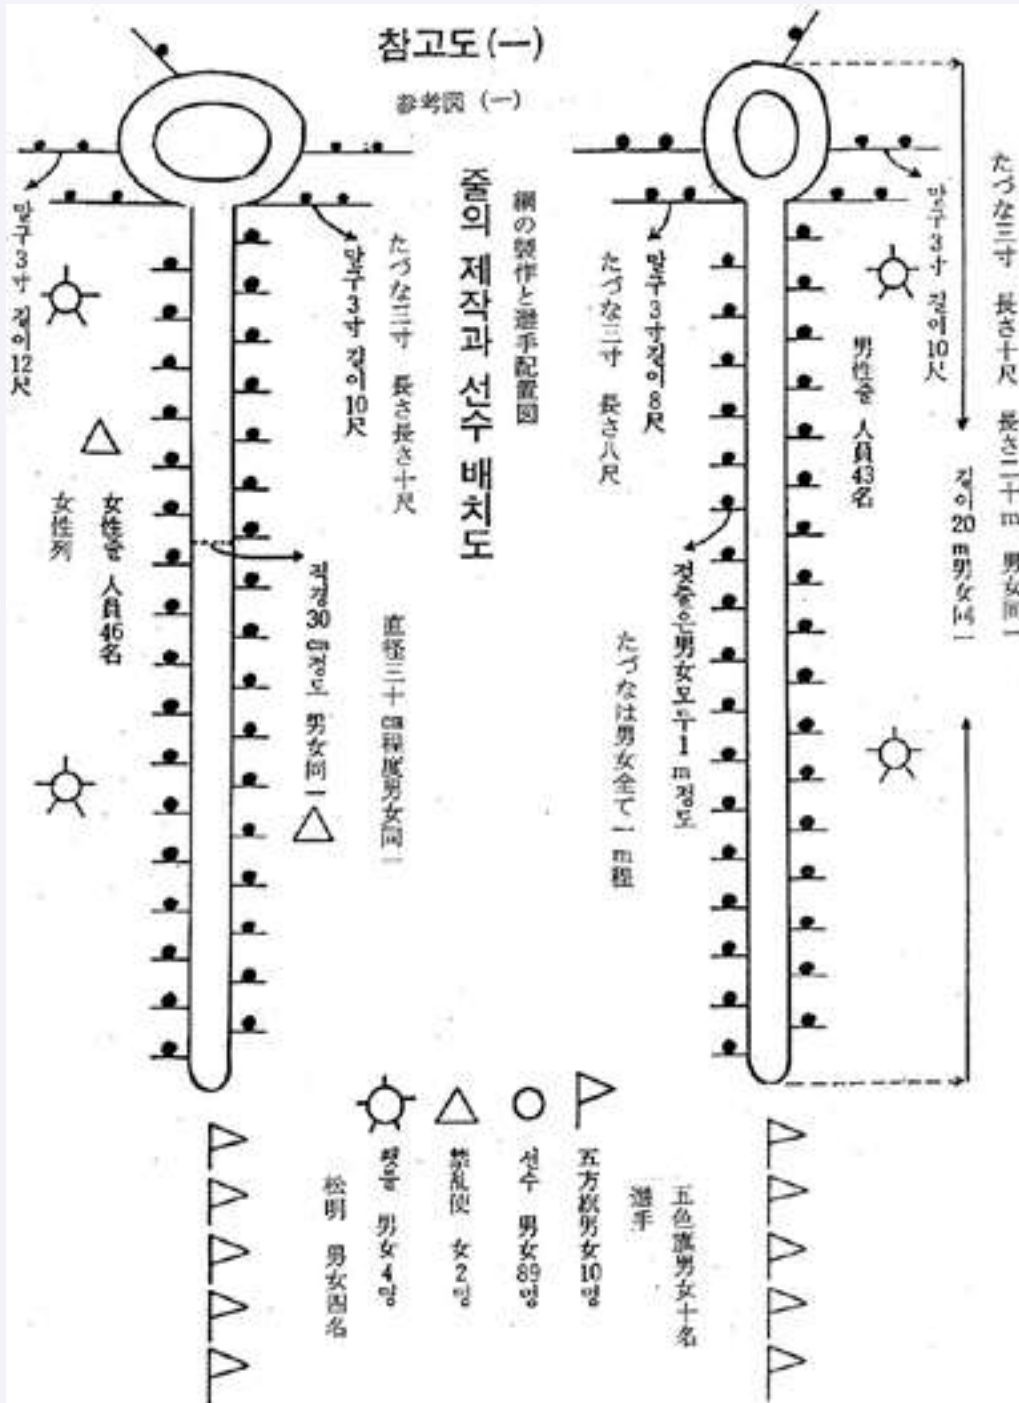 참고도(一)
参考図 (一)
줄의 제작과 선수 배치도
綱の製作と選手配置図
말구3寸 길이12尺
말구3寸 길이10尺
たづな三寸 長さ長さ十尺
女性줄 人員46名
女性列
직경30cm정도 男女同一
直径三十cm程度男女同一
말구3寸길이8尺
たづな三寸 長さ八尺
말구3寸 길이10尺
たづな三寸 長さ十尺 長さ二十m 男女同一
男性줄 人員43名
길이20m男女同一
젖줄은男女모두1m정도
たづなは男女全て一m程
횃불 男女4명
松明 男女四名
禁乱使 女2명
선수 男女89명
五方旗男女10명
選手
五色旗男女十名